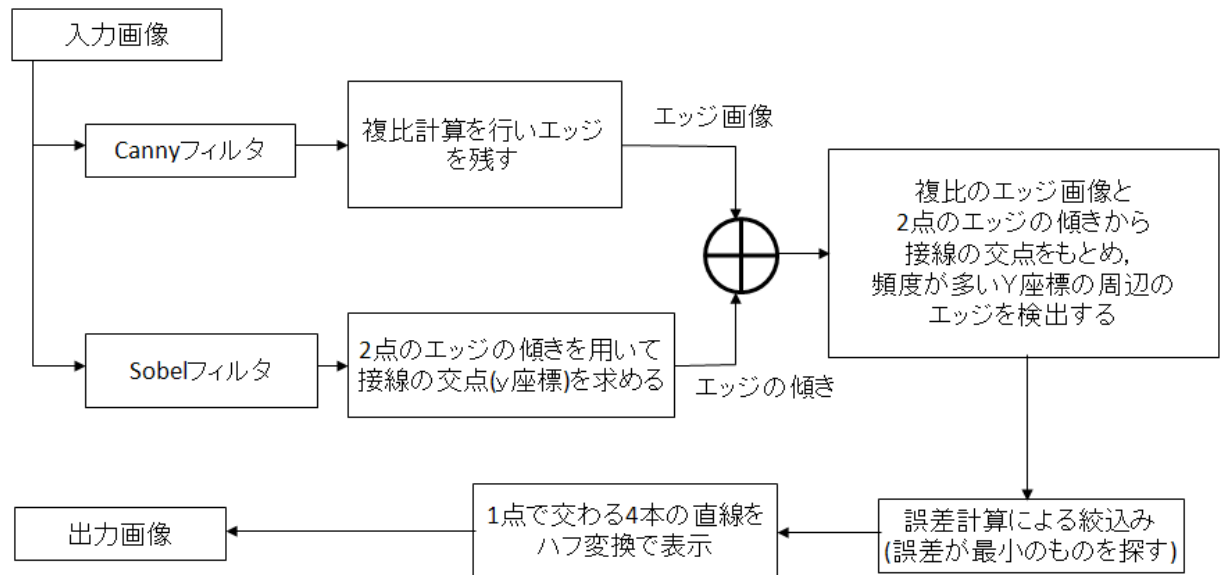 入力画像
Cannyフィルタ
複比計算を行いエッジ
を残す
エッジ画像
Sobelフィルタ
2点のエッジの傾きを用いて
接線の交点(y座標)を求める
エッジの傾き
複比のエッジ画像と
2点のエッジの傾きから
接線の交点をもとめ,
頻度が多いY座標の周辺の
エッジを検出する
誤差計算による絞込み
(誤差が最小のものを探す)
1点で交わる4本の直線を
ハフ変換で表示
出力画像